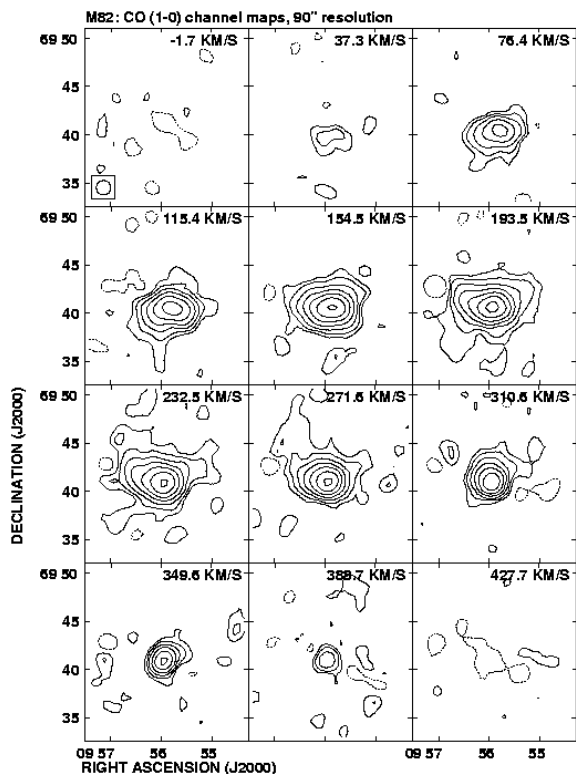 M82: CO (1-0) channel maps, 90" resolution
69 50
-1.7 KM/S
37.3 KM/S
76.4 KM/S
45
40
35
115.4 KM/S
154.5 KM/S
193.5 KM/S
45
40
35
69 50
232.5 KM/S
271.6 KM/S
310.6 KM/S
45
40
35
69 50
349.6 KM/S
388.7 KM/S
427.7 KM/S
45
40
35
DECLINATION (J2000)
09 57
56
55
09 57
56
55
RIGHT ASCENSION (J2000)